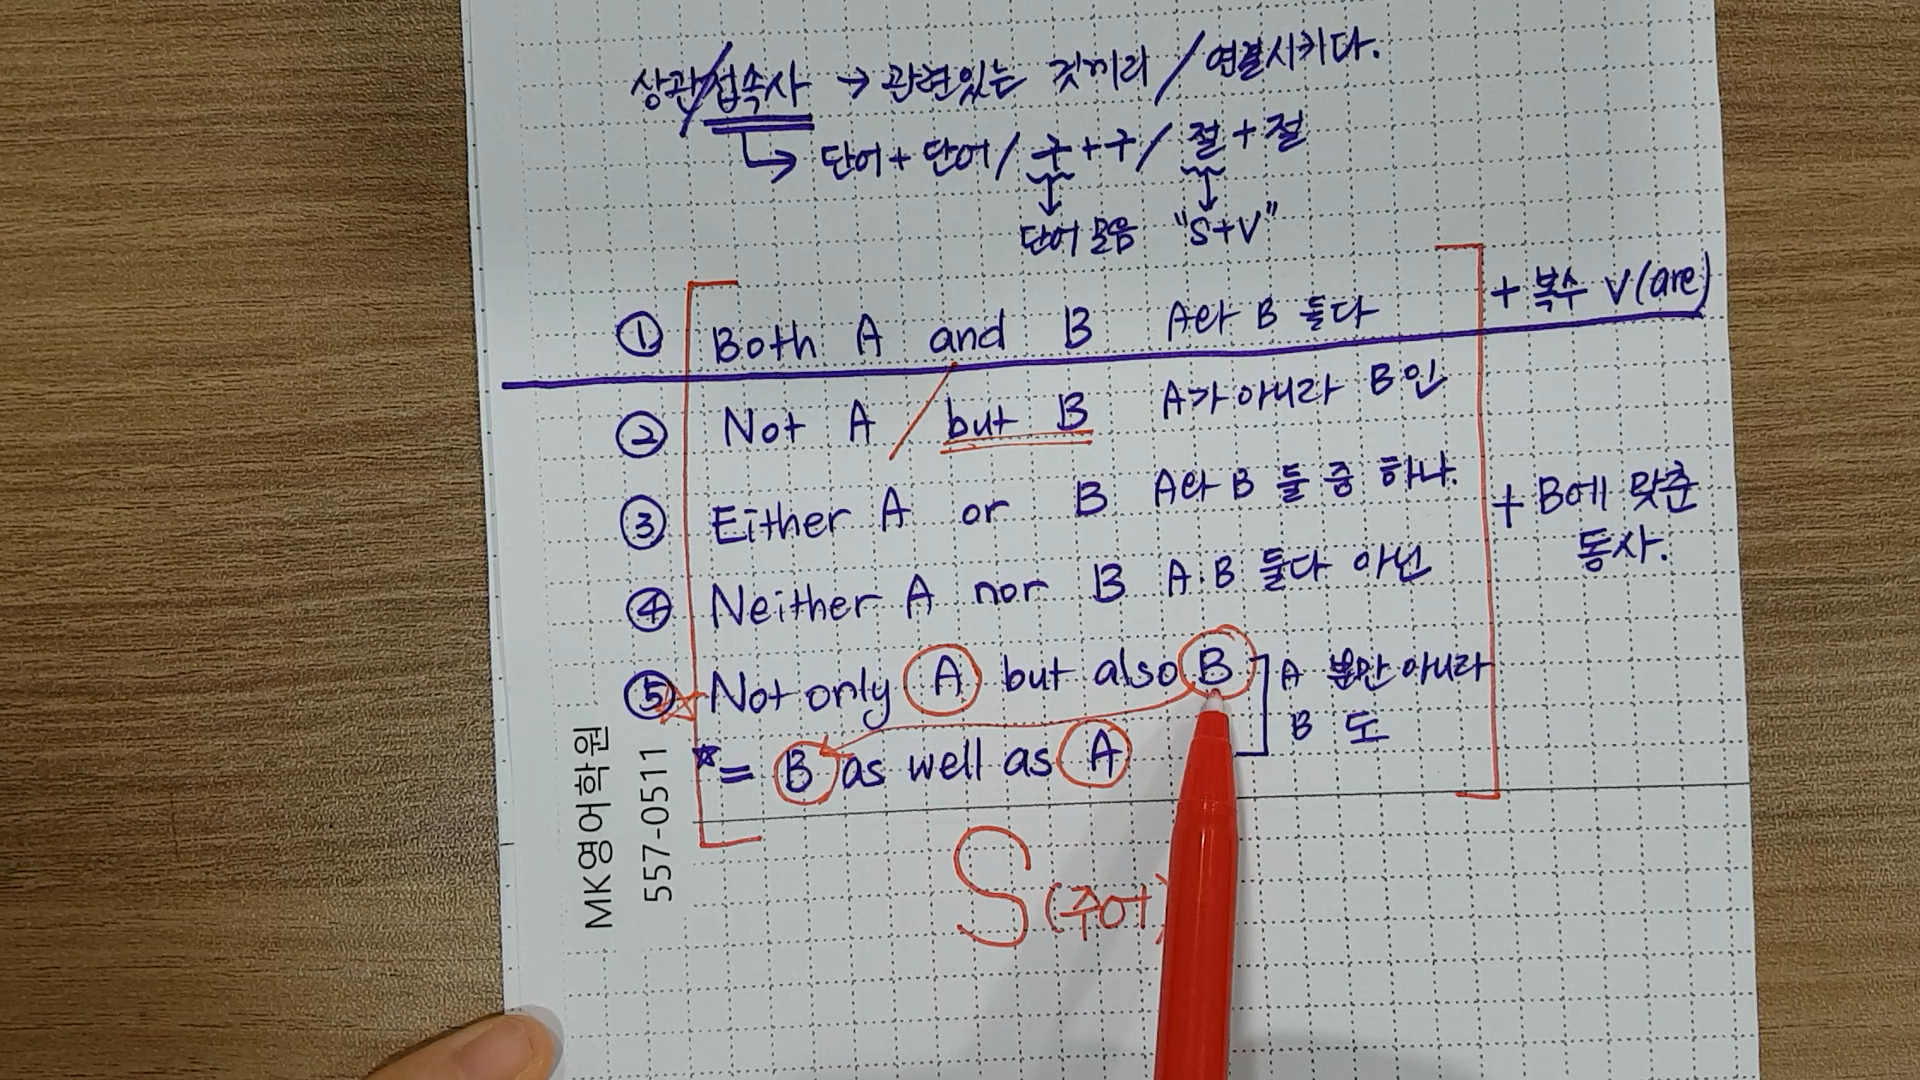 상관/접속사 → 관련있는 것끼리 / 연결시키다.
↳ 단어 + 단어 / 구 + 구 / 절 + 절
단어 모음 "S+V"
① Both A and B A와 B 둘다 + 복수 V(are)
② Not A / but B A가 아니라 B인
③ Either A or B A와 B 둘 중 하나.
+ B에 맞춘
동사.
④ Neither A nor B A·B 둘다 아닌
⑤ Not only A but also B A 뿐만 아니라
B 도
*= B as well as A
S (주어)
MK영어학원
557-0511